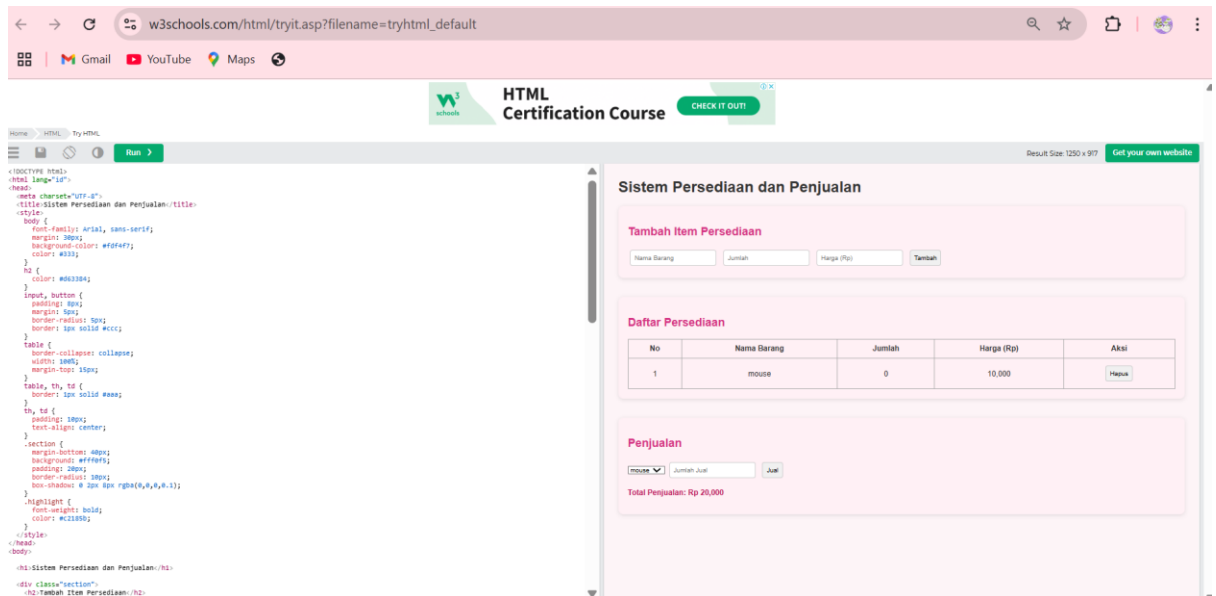 w3schools.com/html/tryit.asp?filename=tryhtml_default
Gmail YouTube Maps
W3 schools
HTML
Certification Course
CHECK IT OUT!
Home HTML Try HTML
Run ❯
Result Size: 1250 x 917 Get your own website
<!DOCTYPE html>
<html lang="id">
<head>
<meta charset="UTF-8">
<title>Sistem Persediaan dan Penjualan</title>
<style>
body {
font-family: Arial, sans-serif;
margin: 30px;
background-color: #fdf4f7;
color: #333;
}
h2 {
color: #d63384;
}
input, button {
padding: 8px;
margin: 5px;
border-radius: 5px;
border: 1px solid #ccc;
}
table {
border-collapse: collapse;
width: 100%;
margin-top: 15px;
}
table, th, td {
border: 1px solid #aaa;
}
th, td {
padding: 10px;
text-align: center;
}
.section {
margin-bottom: 40px;
background: #fff0f5;
padding: 20px;
border-radius: 10px;
box-shadow: 0 2px 8px rgba(0,0,0,0.1);
}
.highlight {
font-weight: bold;
color: #c2185b;
}
</style>
</head>
<body>
<h1>Sistem Persediaan dan Penjualan</h1>
<div class="section">
<h2>Tambah Item Persediaan</h2>
Sistem Persediaan dan Penjualan
Tambah Item Persediaan
Nama Barang Jumlah Harga (Rp) Tambah
Daftar Persediaan
No Nama Barang Jumlah Harga (Rp) Aksi
1 mouse 0 10,000 Hapus
Penjualan
mouse Jumlah Jual Jual
Total Penjualan: Rp 20,000